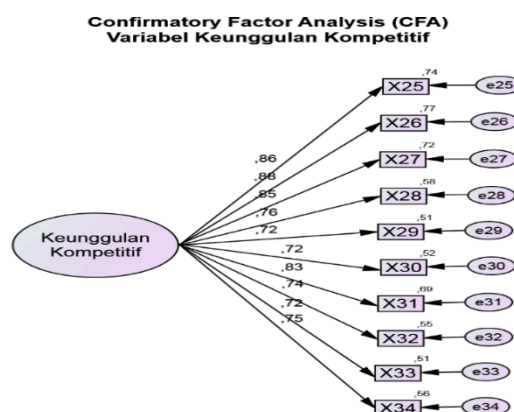 Confirmatory Factor Analysis (CFA)
Variabel Keunggulan Kompetitif
,74
X25
e25
,77
X26
e26
,86
,72
X27
e27
,88
,58
X28
e28
,85
,76
,51
X29
e29
,72
Keunggulan
Kompetitif
,72
,52
X30
e30
,83
,69
X31
e31
,74
,55
X32
e32
,72
,51
X33
e33
,75
,56
X34
e34